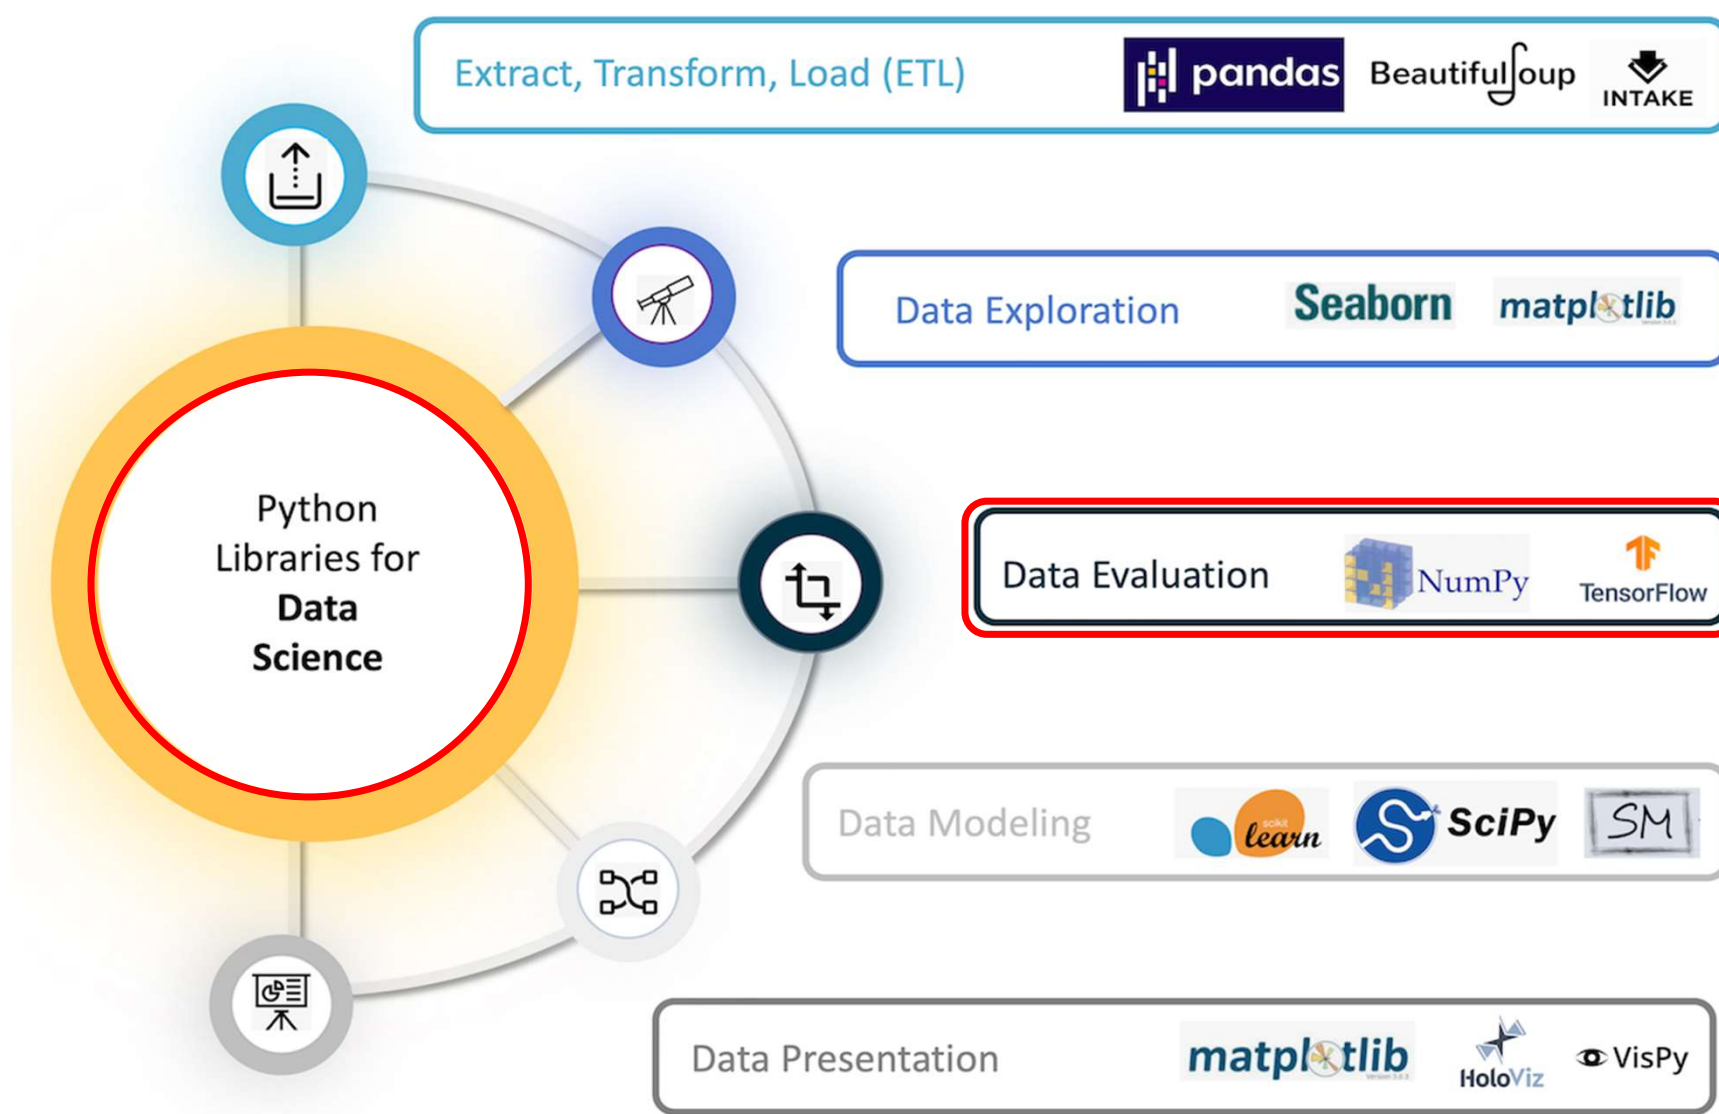 Extract, Transform, Load (ETL)
pandas
BeautifulSoup
INTAKE
Data Exploration
Seaborn
matplotlib
Python
Libraries for
Data
Science
Data Evaluation
NumPy
TensorFlow
Data Modeling
scikit
learn
SciPy
SM
Data Presentation
matplotlib
HoloViz
VisPy